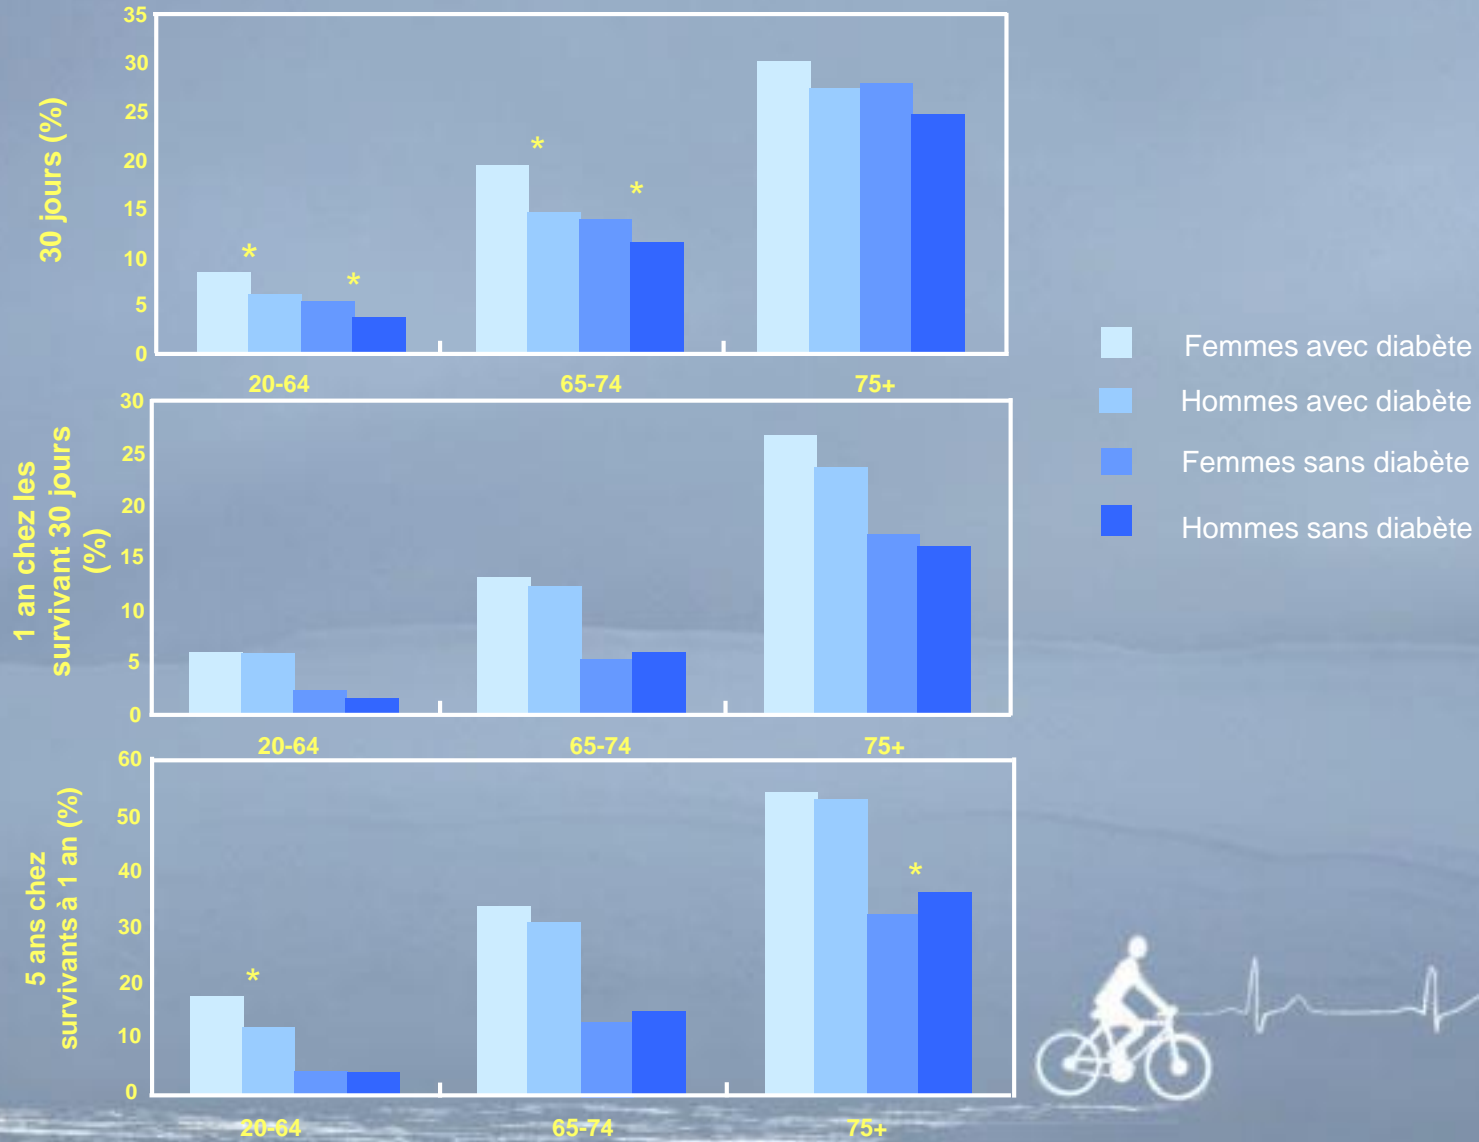 35
30
25
20
15
10
5
0
30 jours (%)
*
*
*
*
20-64 65-74 75+
30
25
20
15
10
5
0
1 an chez les
survivant 30 jours
(%)
20-64 65-74 75+
60
50
40
30
20
10
0
5 ans chez
survivants à 1 an (%)
*
*
20-64 65-74 75+
Femmes avec diabète
Hommes avec diabète
Femmes sans diabète
Hommes sans diabète